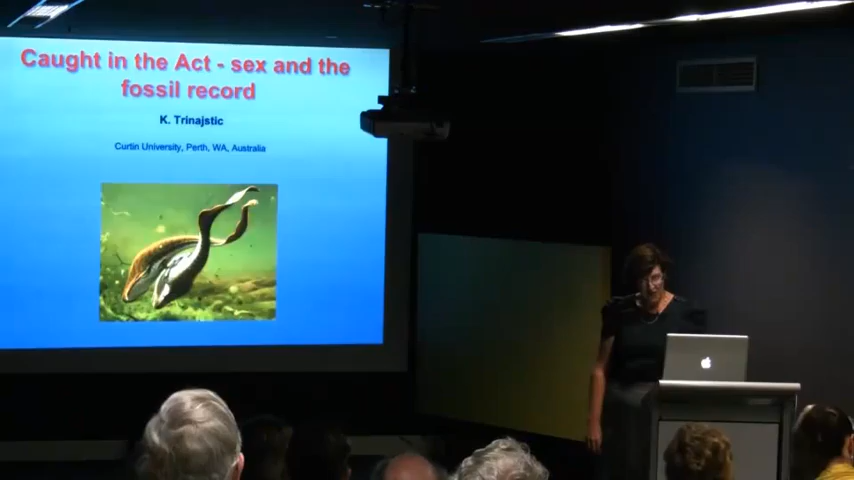 Caught in the Act - sex and the
fossil record
K. Trinajstic
Curtin University, Perth, WA, Australia